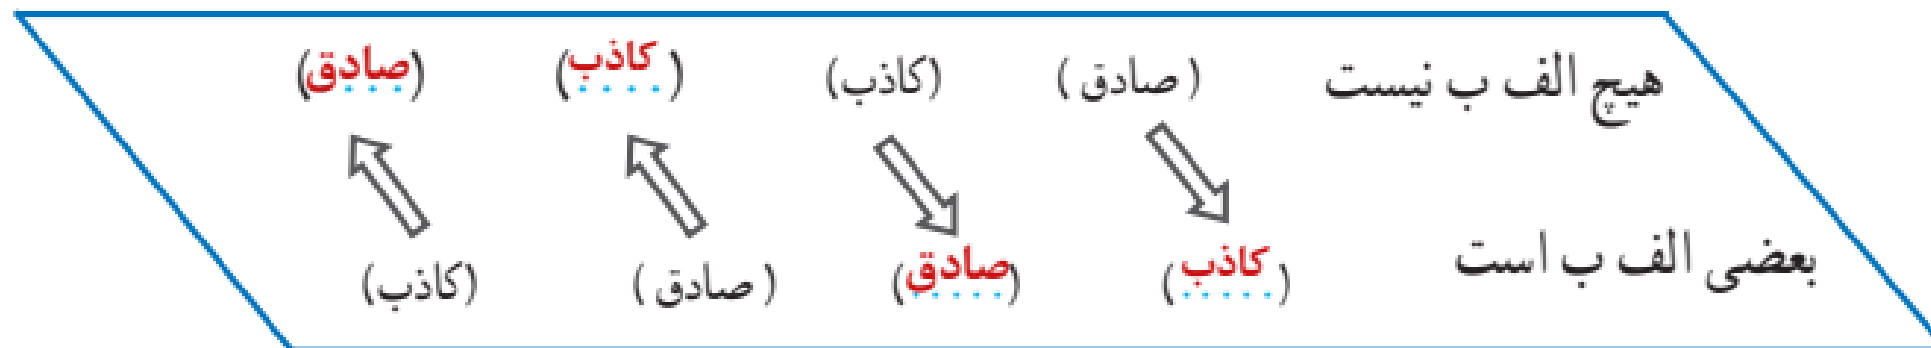 هیچ الف ب نیست (صادق) (کاذب) (کاذب) (صادق)
بعضی الف ب است (کاذب) (صادق) (صادق) (کاذب)